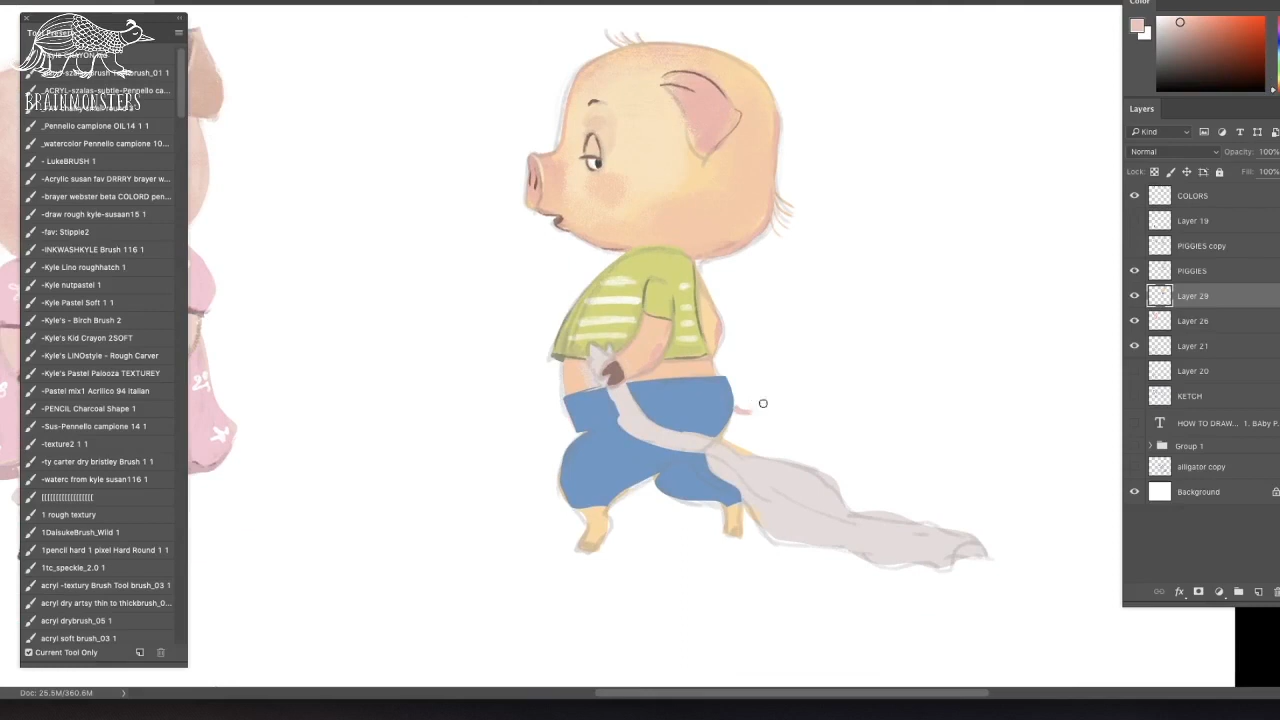 Tool Presets
BRAINMONSTERS
_Pennello campione OIL14 1 1
_watercolor Pennello campione 10...
- LukeBRUSH 1
-Acrylic susan fav DRRRY brayer w...
-brayer webster beta COLORD pen...
-draw rough kyle-susaan15 1
-fav: Stipple2
-INKWASHKYLE Brush 116 1
-Kyle Lino roughhatch 1
-Kyle nutpastel 1
-Kyle Pastel Soft 1 1
-Kyle's - Birch Brush 2
-Kyle's Kid Crayon 2SOFT
-Kyle's LINOstyle - Rough Carver
-Kyle's Pastel Palooza TEXTUREY
-Pastel mix1 Acrilico 94 Italian
-PENCIL Charcoal Shape 1
-Sus-Pennello campione 14 1
-texture2 1 1
-ty carter dry bristley Brush 1 1
-waterc from kyle susan116 1
1 rough textury
1DaisukeBrush_Wild 1
1pencil hard 1 pixel Hard Round 1 1
1tc_speckle_2.0 1
acryl -textury Brush Tool brush_03 1
acryl dry artsy thin to thickbrush_0...
acryl drybrush_05 1
acryl soft brush_03 1
Current Tool Only
Doc: 25.5M/360.6M
Color
Layers
Kind
Normal Opacity: 100%
Lock: Fill: 100%
COLORS
Layer 19
PIGGIES copy
PIGGIES
Layer 29
Layer 26
Layer 21
Layer 20
KETCH
T HOW TO DRAW... 1. BAby P
Group 1
alligator copy
Background